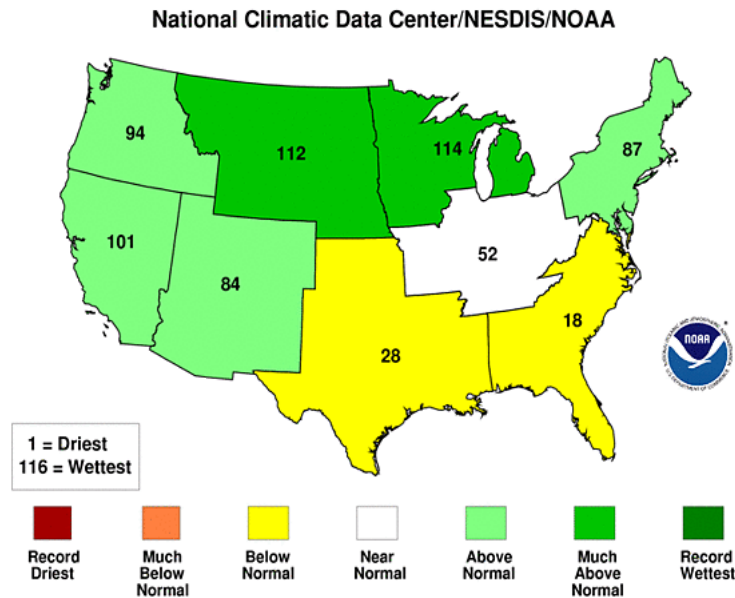 National Climatic Data Center/NESDIS/NOAA
94
112
114
87
101
84
52
28
18
NOAA
1 = Driest
116 = Wettest
Record
Driest
Much
Below
Normal
Below
Normal
Near
Normal
Above
Normal
Much
Above
Normal
Record
Wettest